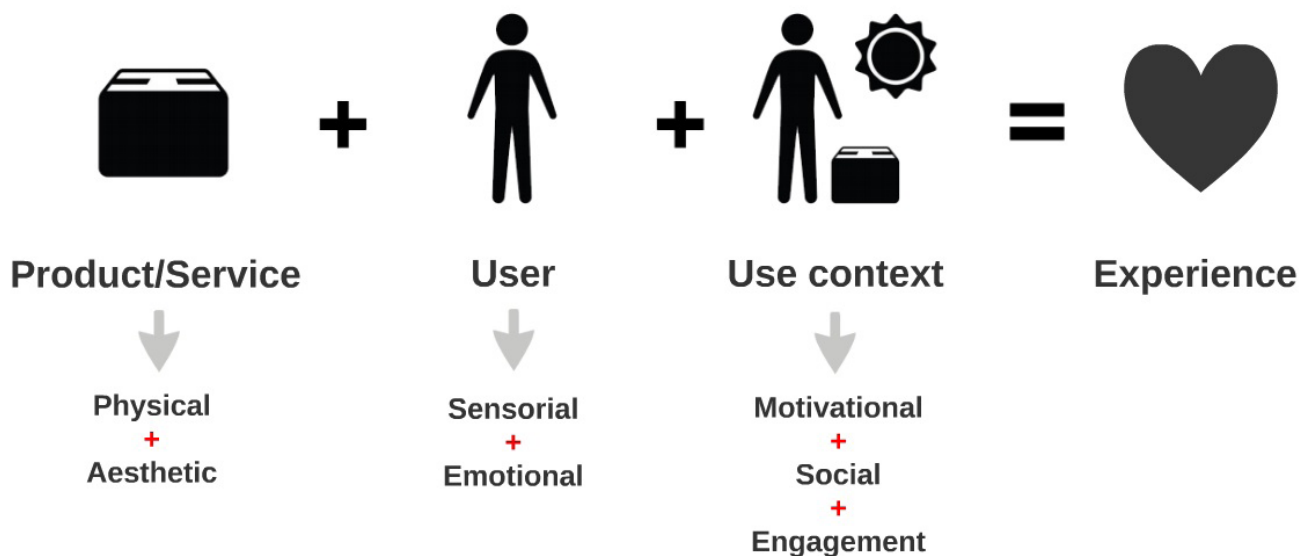 + + =
Product/Service User Use context Experience
Physical
+
Aesthetic
Sensorial
+
Emotional
Motivational
+
Social
+
Engagement